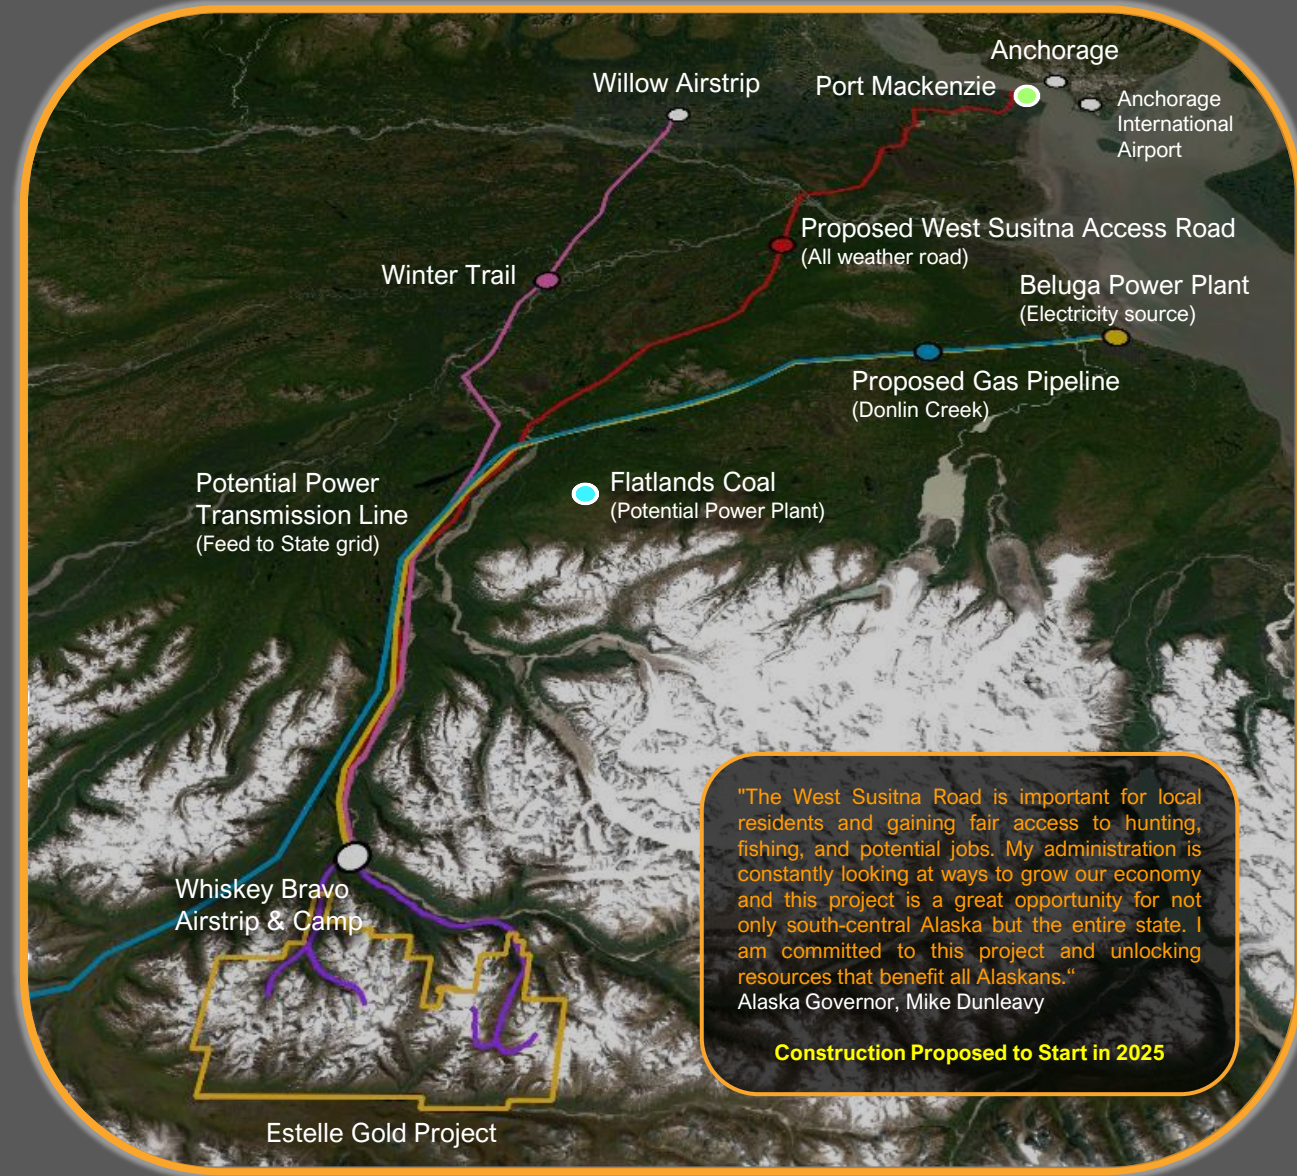 Anchorage
Willow Airstrip
Port Mackenzie
Anchorage
International
Airport
Proposed West Susitna Access Road
(All weather road)
Winter Trail
Beluga Power Plant
(Electricity source)
Proposed Gas Pipeline
(Donlin Creek)
Potential Power
Transmission Line
(Feed to State grid)
Flatlands Coal
(Potential Power Plant)
"The West Susitna Road is important for local
residents and gaining fair access to hunting,
fishing, and potential jobs. My administration is
constantly looking at ways to grow our economy
and this project is a great opportunity for not
only south-central Alaska but the entire state. I
am committed to this project and unlocking
resources that benefit all Alaskans.“
Alaska Governor, Mike Dunleavy
Construction Proposed to Start in 2025
Whiskey Bravo
Airstrip & Camp
Estelle Gold Project